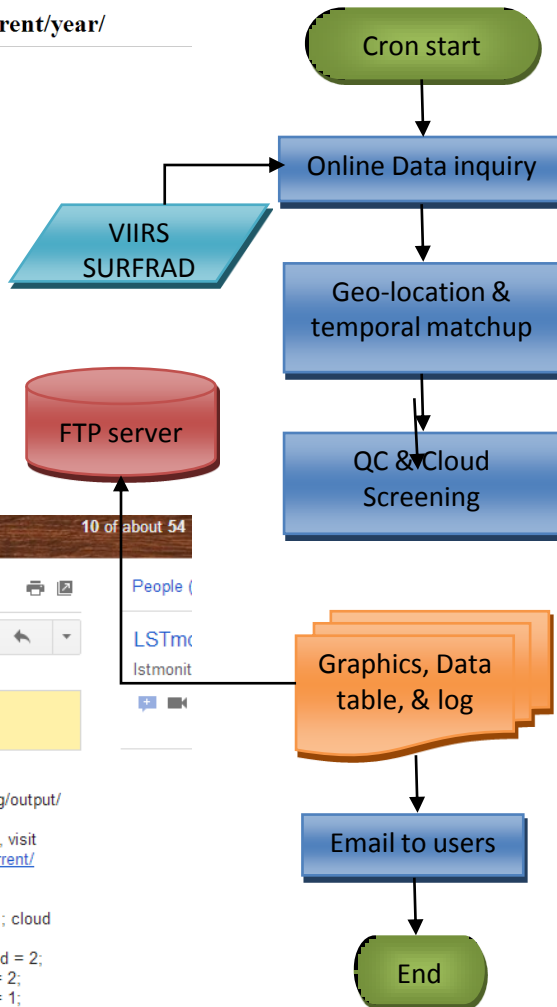 rent/year/
Cron start
Online Data inquiry
VIIRS
SURFRAD
Geo-location &
temporal matchup
FTP server
QC & Cloud
Screening
10 of about 54
People (
LSTmo
lstmonit
Graphics, Data
table, & log
g/output/
, visit
rrent/
Email to users
; cloud
d = 2;
= 2;
= 1;
End